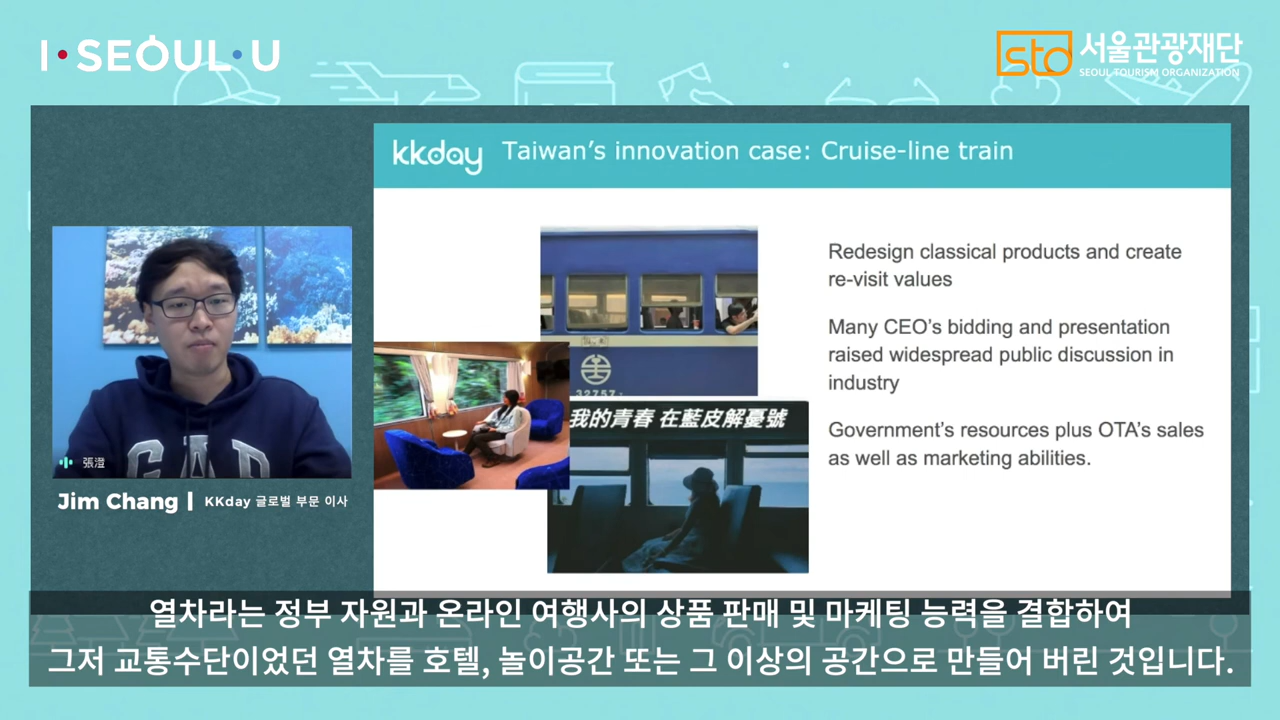 I·SEOUL·U
sto 서울관광재단
SEOUL TOURISM ORGANIZATION
kkday Taiwan's innovation case: Cruise-line train
Redesign classical products and create
re-visit values
Many CEO's bidding and presentation
raised widespread public discussion in
industry
Government's resources plus OTA's sales
as well as marketing abilities.
32757
我的青春 在藍皮解憂號
GAP
張澄
Jim Chang | KKday 글로벌 부문 이사
열차라는 정부 자원과 온라인 여행사의 상품 판매 및 마케팅 능력을 결합하여
그저 교통수단이었던 열차를 호텔, 놀이공간 또는 그 이상의 공간으로 만들어 버린 것입니다.